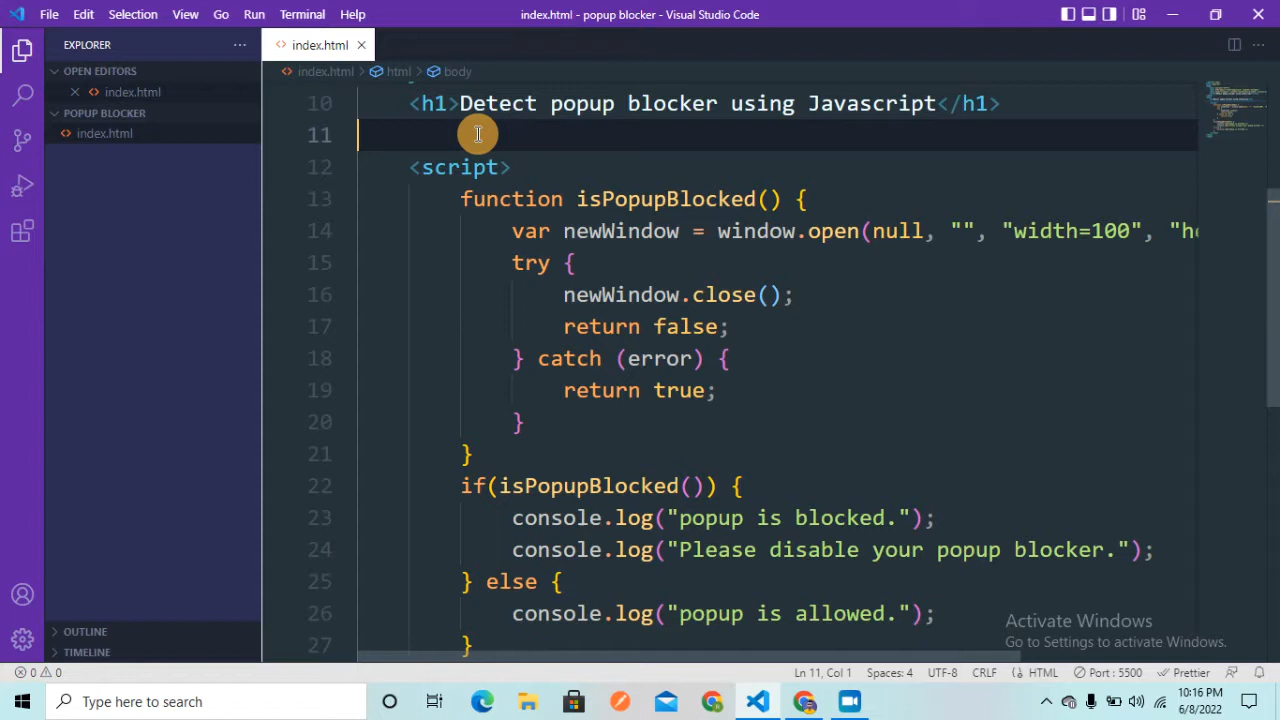 File Edit Selection View Go Run Terminal Help index.html - popup blocker - Visual Studio Code
EXPLORER ···
OPEN EDITORS
index.html
POPUP BLOCKER
index.html
OUTLINE
TIMELINE
index.html
index.html > html > body
10 <h1>Detect popup blocker using Javascript</h1>
11
12 <script>
13 function isPopupBlocked() {
14 var newWindow = window.open(null, "", "width=100", "he
15 try {
16 newWindow.close();
17 return false;
18 } catch (error) {
19 return true;
20 }
21 }
22 if(isPopupBlocked()) {
23 console.log("popup is blocked.");
24 console.log("Please disable your popup blocker.");
25 } else {
26 console.log("popup is allowed.");
27 }
Activate Windows
Go to Settings to activate Windows.
0 0 Ln 11, Col 1 Spaces: 4 UTF-8 CRLF HTML Port : 5500 Prettier
Type here to search
10:16 PM
6/8/2022